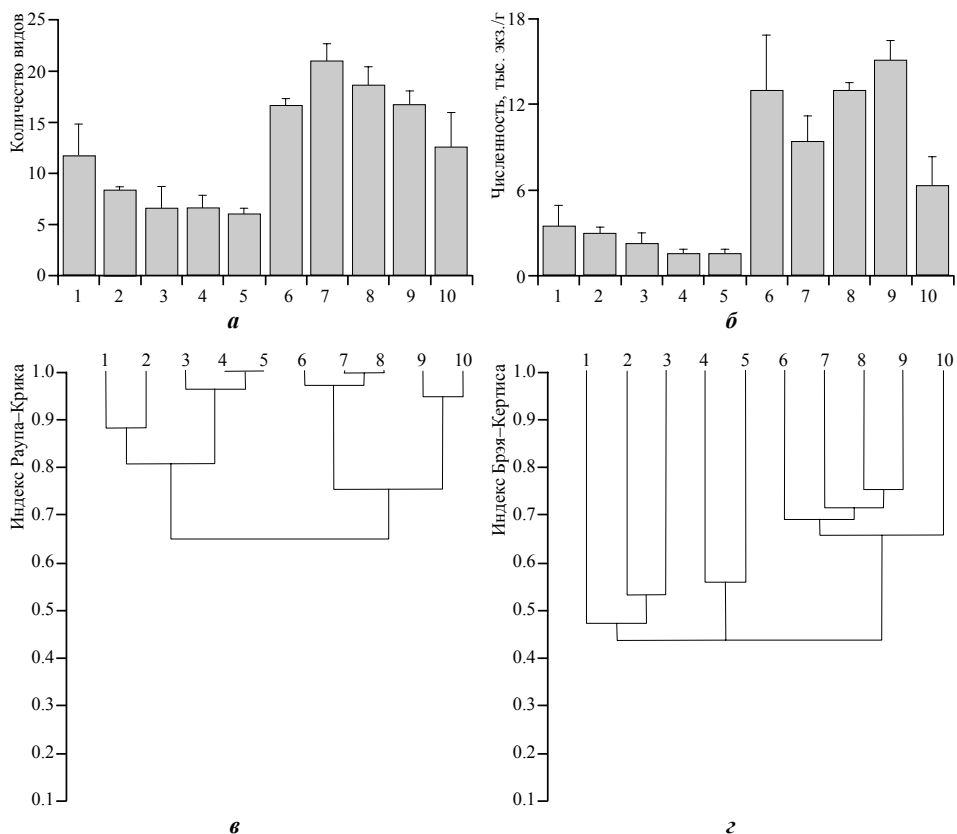 Количество видов
25
20
15
10
5
0
1 2 3 4 5 6 7 8 9 10
а
Численность, тыс. экз./г
18
12
6
0
1 2 3 4 5 6 7 8 9 10
б
Индекс Раупа–Крика
1 2 3 4 5 6 7 8 9 10
1.0
0.9
0.8
0.7
0.6
0.5
0.4
0.3
0.2
0.1
в
Индекс Брэя–Кертиса
1 2 3 4 5 6 7 8 9 10
1.0
0.9
0.8
0.7
0.6
0.5
0.4
0.3
0.2
0.1
г